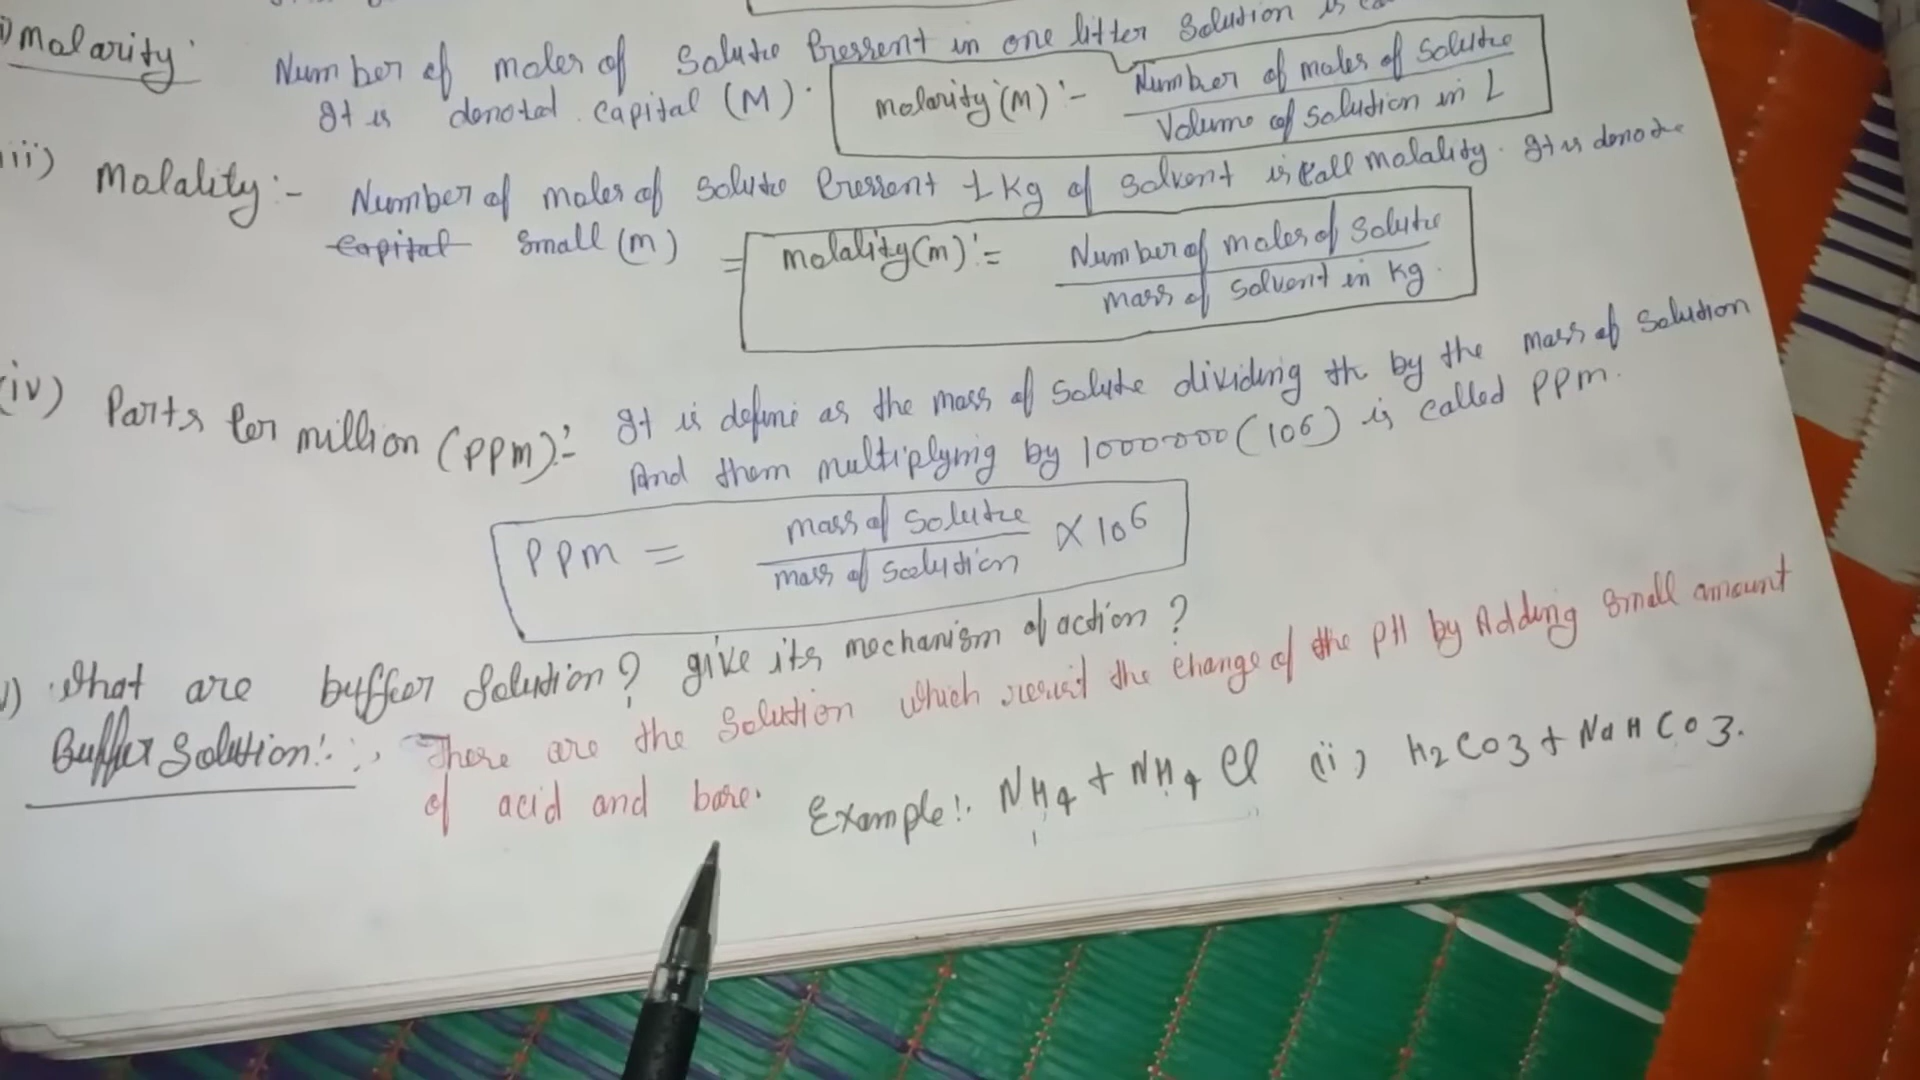 i) Molarity:
Number of moles of Solute Pressent in one litter Solution is
It is denoted capital (M).
molarity (M) :- Number of moles of Solute
Volume of Solution in L
iii) Molality :- Number of moles of Solute Pressent 1 Kg of Solvent is call molality. It is denote
Capital Small (m)
= molality (m) := Number of moles of Solute
mass of Solvent in Kg.
(iv) Parts Per million (PPm) :- It is define as the mass of Solute dividing th by the mass of Solution
And them multiplying by 1000000 (10⁶) is called PPm.
PPm = mass of Solute
mass of Soolution × 10⁶
What are buffer Solution? give its mechanism of action?
Buffer Solution:- There are the Solution which resist the change of the PH by Adding Small amount
of acid and base.
Example:- NH4 + NH4 Cl (ii) H2CO3 + NaHCO3.